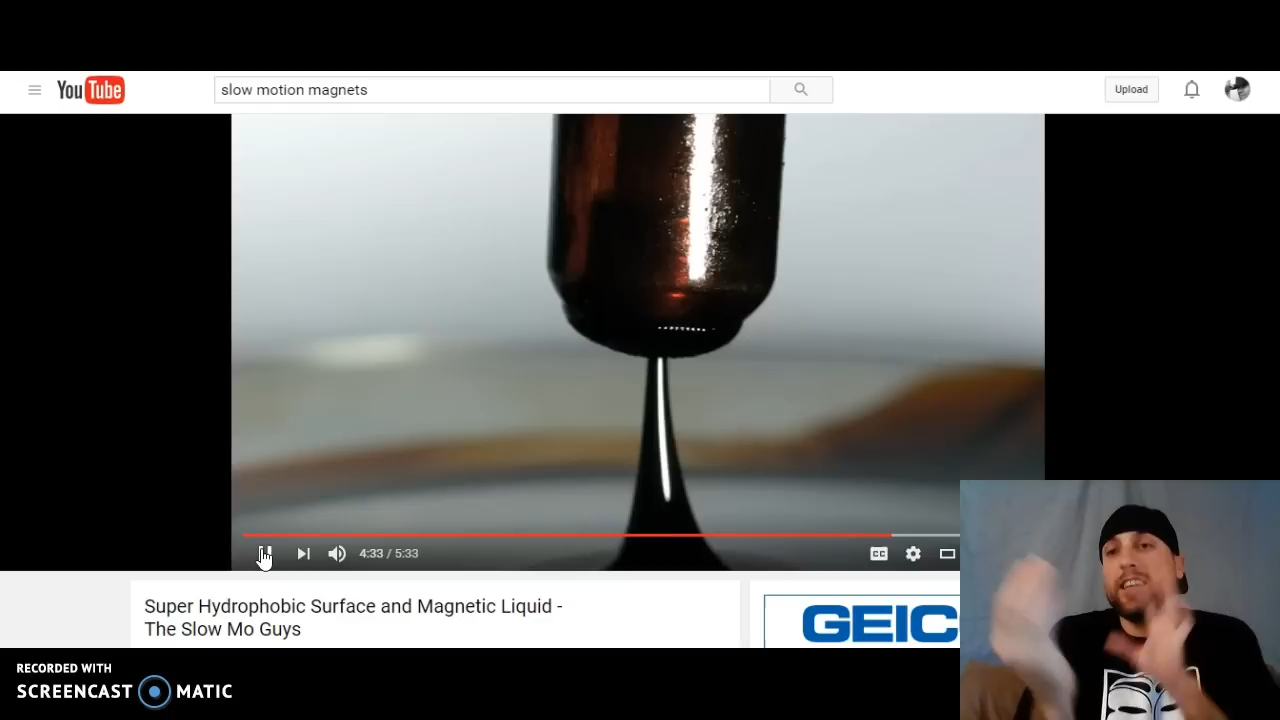 YouTube
slow motion magnets
Upload
4:33 / 5:33
CC
Super Hydrophobic Surface and Magnetic Liquid -
The Slow Mo Guys
GEIC
RECORDED WITH
SCREENCAST MATIC